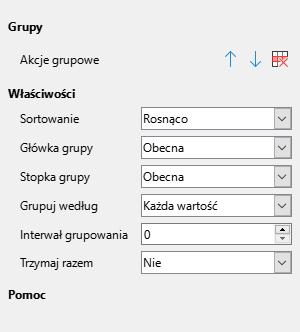 Grupy
Akcje grupowe
Właściwości
Sortowanie Rosnąco
Główka grupy Obecna
Stopka grupy Obecna
Grupuj według Każda wartość
Interwał grupowania 0
Trzymaj razem Nie
Pomoc